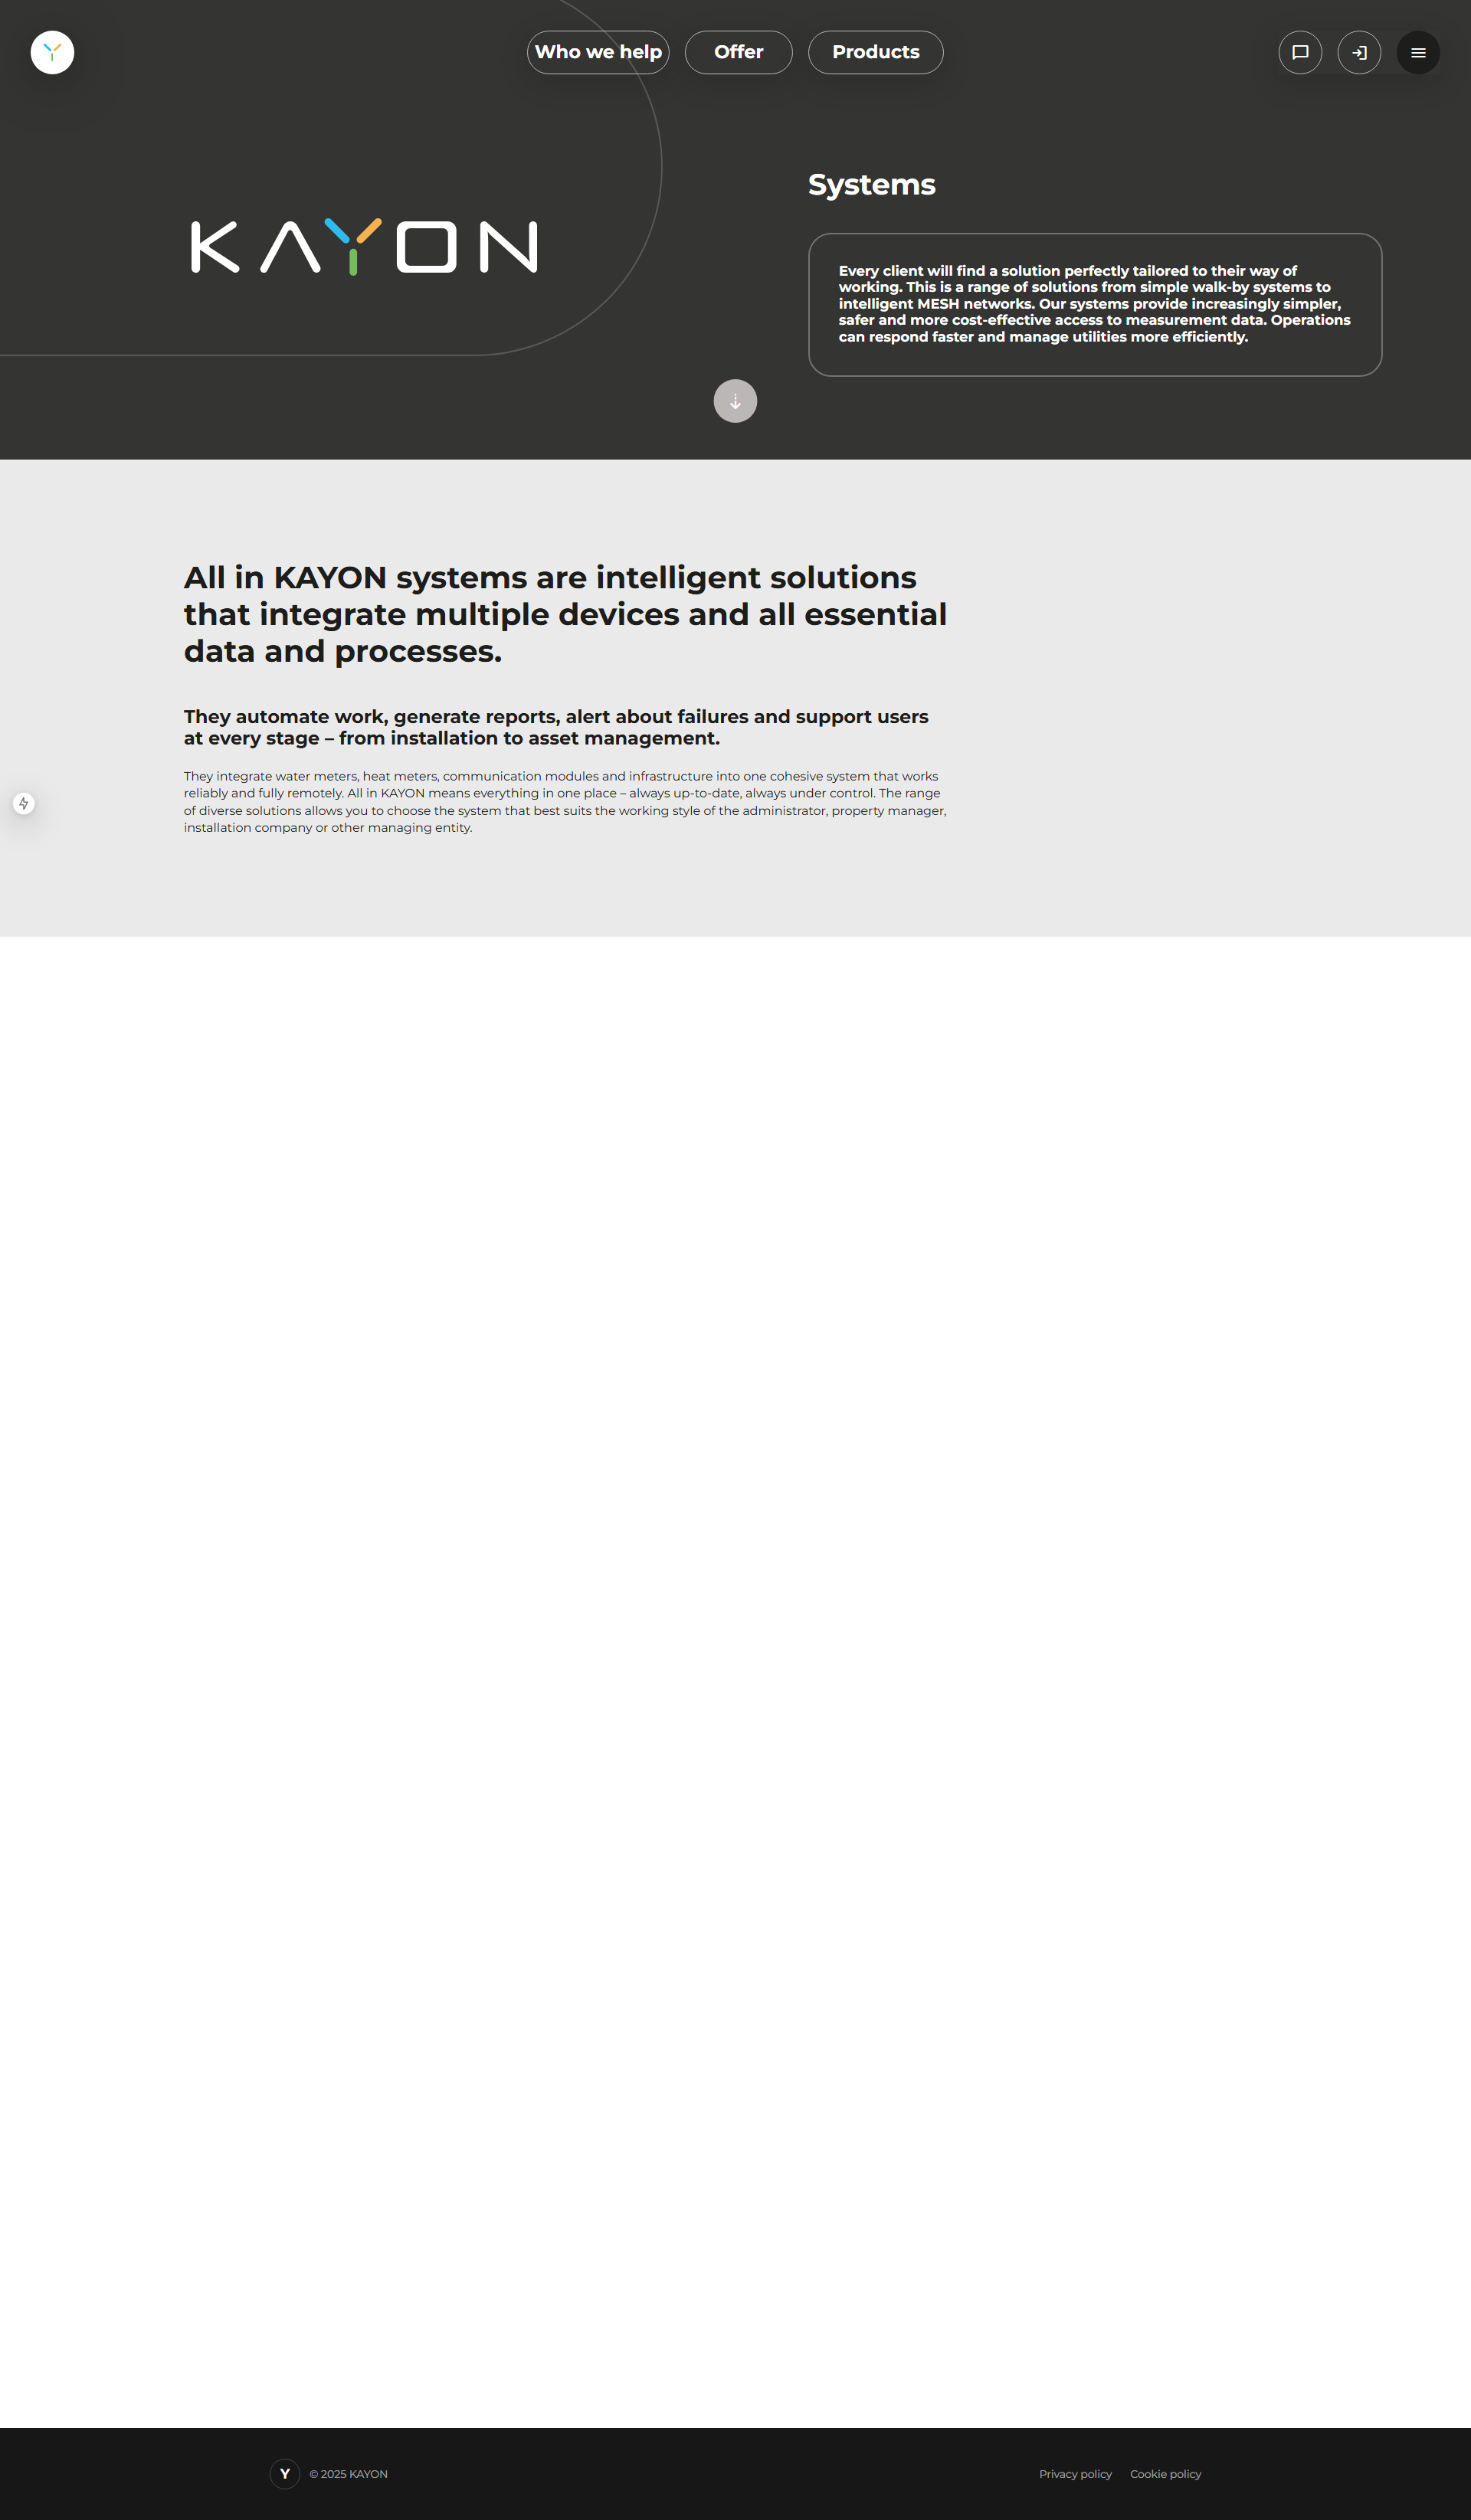 Who we help
Offer
Products
KAYON
Systems
Every client will find a solution perfectly tailored to their way of
working. This is a range of solutions from simple walk-by systems to
intelligent MESH networks. Our systems provide increasingly simpler,
safer and more cost-effective access to measurement data. Operations
can respond faster and manage utilities more efficiently.
All in KAYON systems are intelligent solutions
that integrate multiple devices and all essential
data and processes.
They automate work, generate reports, alert about failures and support users
at every stage – from installation to asset management.
They integrate water meters, heat meters, communication modules and infrastructure into one cohesive system that works
reliably and fully remotely. All in KAYON means everything in one place – always up-to-date, always under control. The range
of diverse solutions allows you to choose the system that best suits the working style of the administrator, property manager,
installation company or other managing entity.
Y
© 2025 KAYON
Privacy policy
Cookie policy